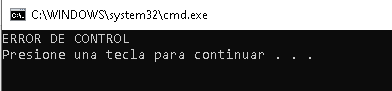 C:\WINDOWS\system32\cmd.exe
ERROR DE CONTROL
Presione una tecla para continuar . . .